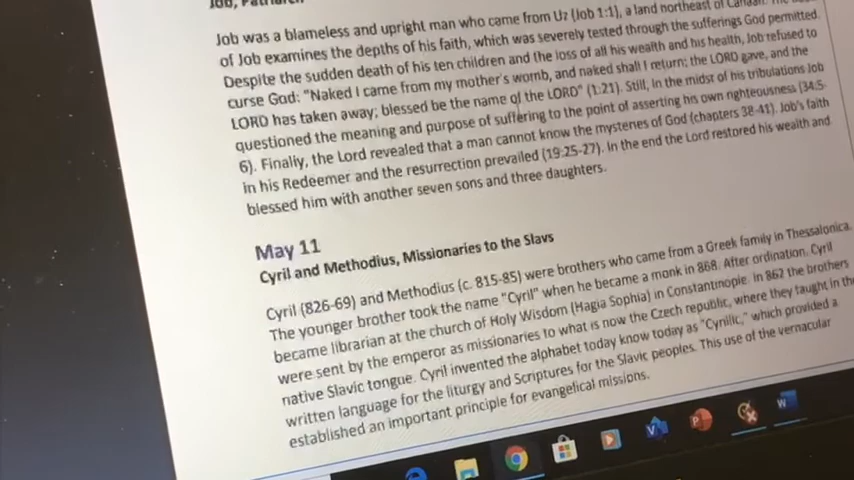 Job, Patriarch
Job was a blameless and upright man who came from Uz (Job 1:1), a land northeast of Canaan. The
of Job examines the depths of his faith, which was severely tested through the sufferings God permitted.
Despite the sudden death of his ten children and the loss of all his wealth and his health, Job refused to
curse God: "Naked I came from my mother's womb, and naked shall I return; the LORD gave, and the
LORD has taken away; blessed be the name of the LORD" (1:21). Still, in the midst of his tribulations Job
questioned the meaning and purpose of suffering to the point of asserting his own righteousness (34:5-
6). Finally, the Lord revealed that a man cannot know the mysteries of God (chapters 38-41). Job's faith
in his Redeemer and the resurrection prevailed (19:25-27). In the end the Lord restored his wealth and
blessed him with another seven sons and three daughters.
May 11
Cyril and Methodius, Missionaries to the Slavs
Cyril (826-69) and Methodius (c. 815-85) were brothers who came from a Greek family in Thessalonica.
The younger brother took the name "Cyril" when he became a monk in 868. After ordination, Cyril
became librarian at the church of Holy Wisdom (Hagia Sophia) in Constantinople. In 862 the brothers
were sent by the emperor as missionaries to what is now the Czech republic, where they taught in the
native Slavic tongue. Cyril invented the alphabet today know today as "Cyrillic," which provided a
written language for the liturgy and Scriptures for the Slavic peoples. This use of the vernacular
established an important principle for evangelical missions.